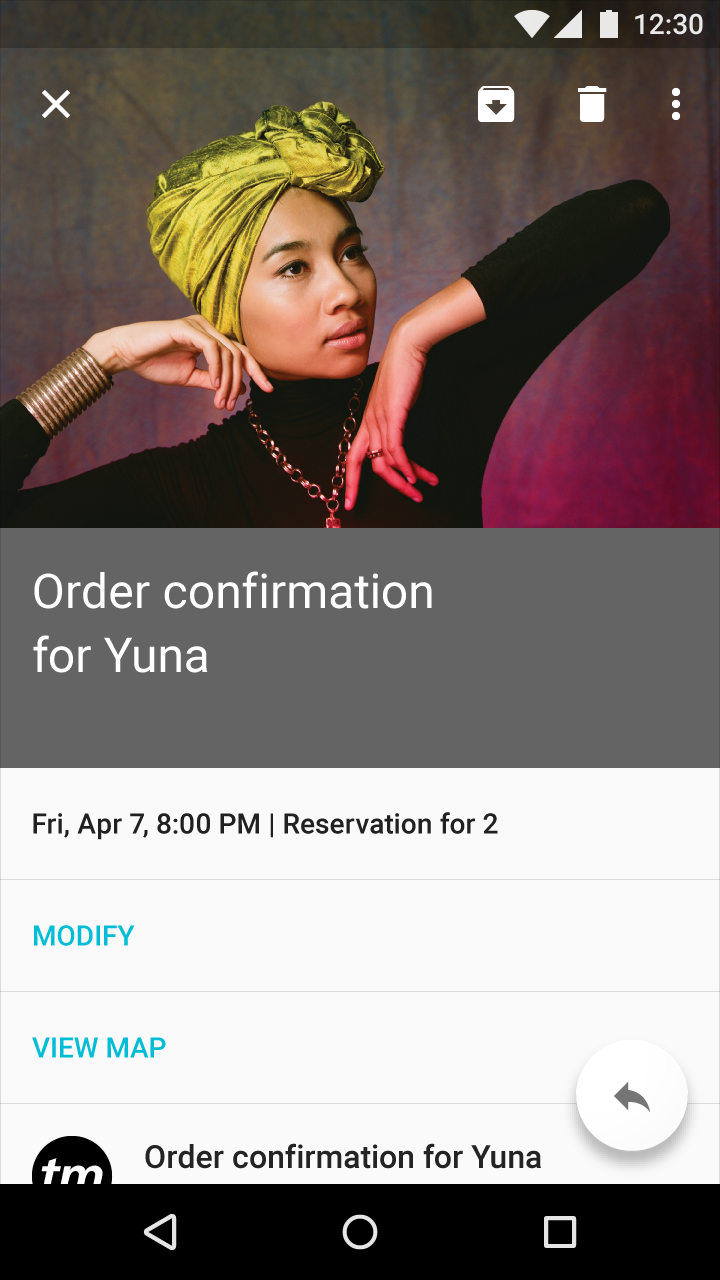 12:30
Order confirmation
for Yuna
Fri, Apr 7, 8:00 PM | Reservation for 2
MODIFY
VIEW MAP
Order confirmation for Yuna
tm